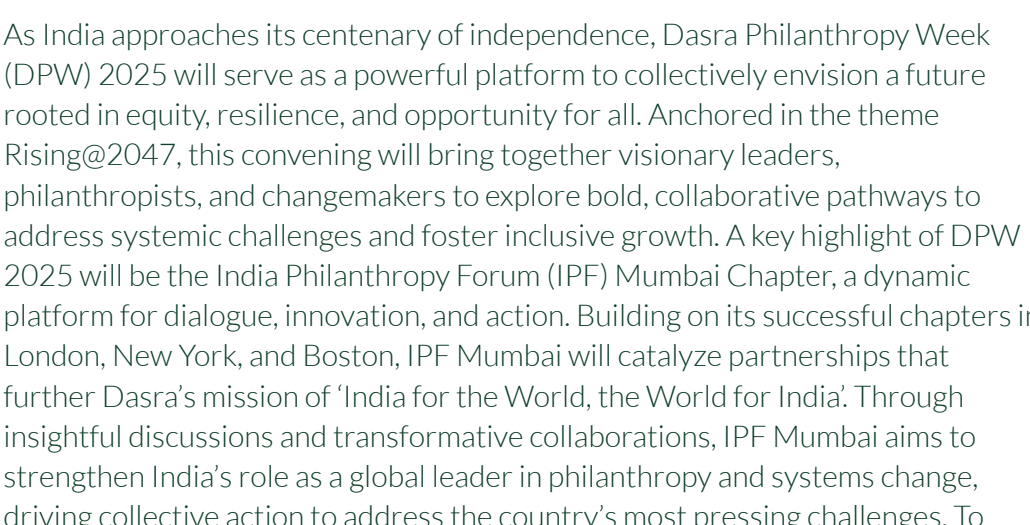 As India approaches its centenary of independence, Dasra Philanthropy Week
(DPW) 2025 will serve as a powerful platform to collectively envision a future
rooted in equity, resilience, and opportunity for all. Anchored in the theme
Rising@2047, this convening will bring together visionary leaders,
philanthropists, and changemakers to explore bold, collaborative pathways to
address systemic challenges and foster inclusive growth. A key highlight of DPW
2025 will be the India Philanthropy Forum (IPF) Mumbai Chapter, a dynamic
platform for dialogue, innovation, and action. Building on its successful chapters in
London, New York, and Boston, IPF Mumbai will catalyze partnerships that
further Dasra’s mission of ‘India for the World, the World for India’. Through
insightful discussions and transformative collaborations, IPF Mumbai aims to
strengthen India’s role as a global leader in philanthropy and systems change,
driving collective action to address the country’s most pressing challenges. To